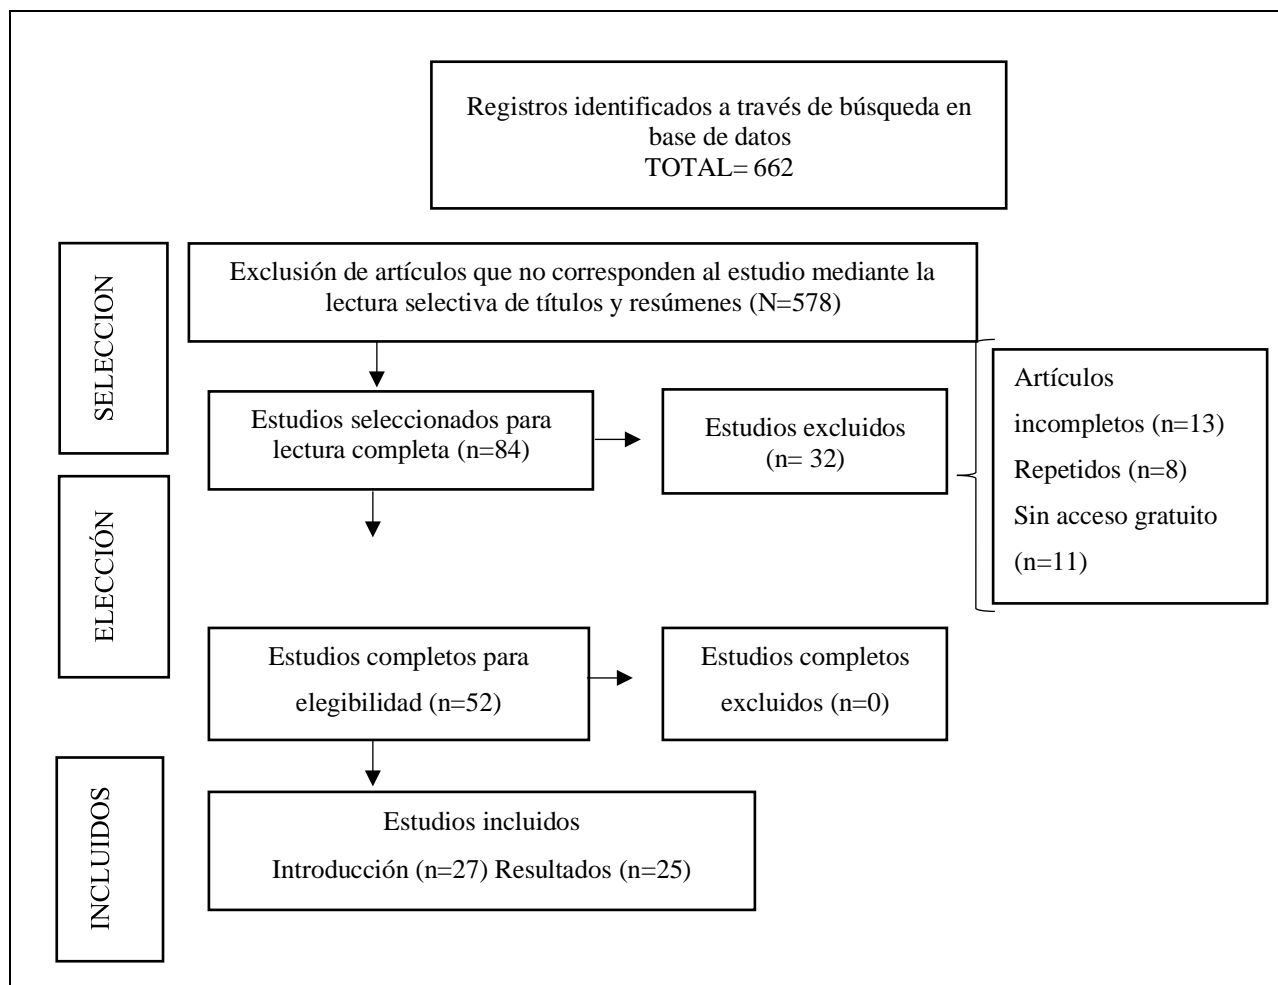 Registros identificados a través de búsqueda en
base de datos
TOTAL= 662
SELECCION
Exclusión de artículos que no corresponden al estudio mediante la
lectura selectiva de títulos y resúmenes (N=578)
Estudios seleccionados para
lectura completa (n=84)
Estudios excluidos
(n= 32)
Artículos
incompletos (n=13)
Repetidos (n=8)
Sin acceso gratuito
(n=11)
ELECCIÓN
Estudios completos para
elegibilidad (n=52)
Estudios completos
excluidos (n=0)
INCLUIDOS
Estudios incluidos
Introducción (n=27) Resultados (n=25)